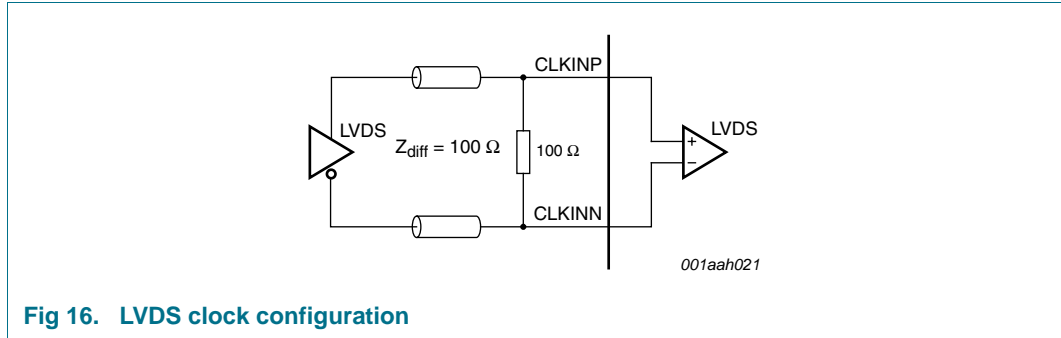 CLKINP
LVDS
Z_diff = 100 Ω
100 Ω
LVDS
+
−
CLKINN
001aah021
Fig 16. LVDS clock configuration